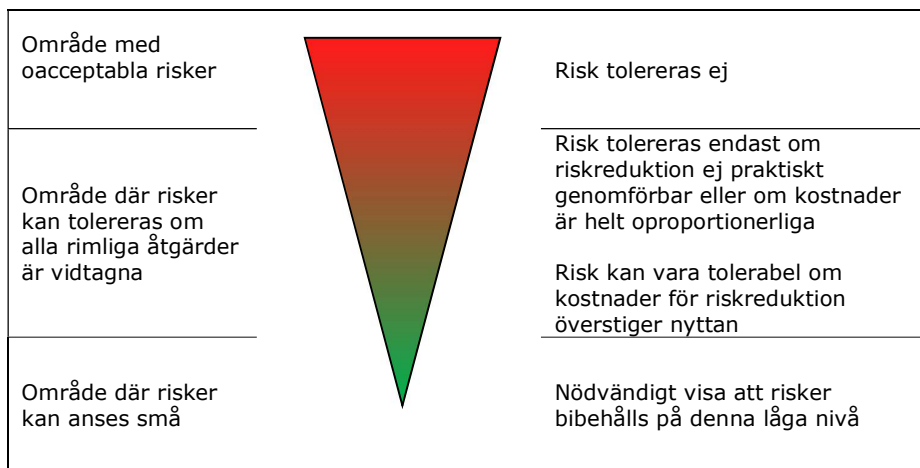 Område med
oacceptabla risker
Risk tolereras ej
Område där risker
kan tolereras om
alla rimliga åtgärder
är vidtagna
Risk tolereras endast om
riskreduktion ej praktiskt
genomförbar eller om kostnader
är helt oproportionerliga
Risk kan vara tolerabel om
kostnader för riskreduktion
överstiger nyttan
Område där risker
kan anses små
Nödvändigt visa att risker
bibehålls på denna låga nivå